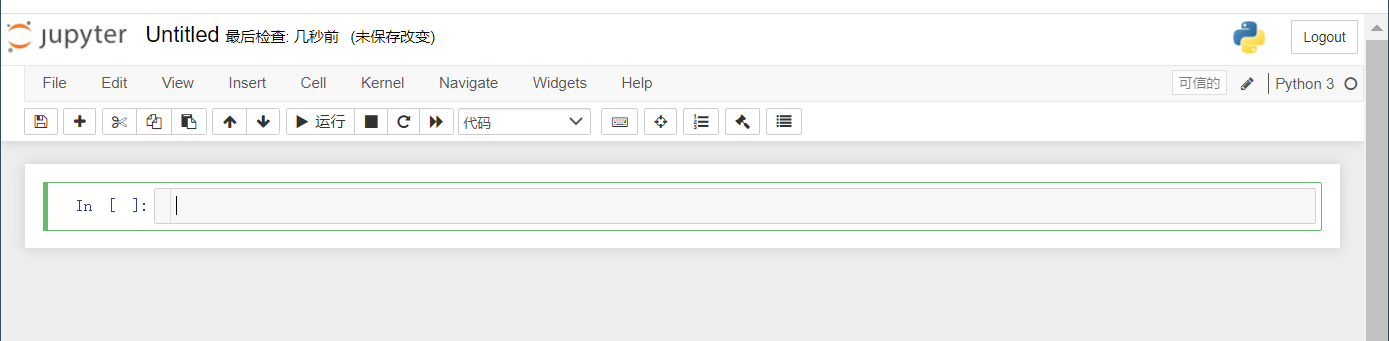 jupyter Untitled 最后检查: 几秒前 (未保存改变) Logout
File Edit View Insert Cell Kernel Navigate Widgets Help 可信的 Python 3
运行 代码
In [ ]: